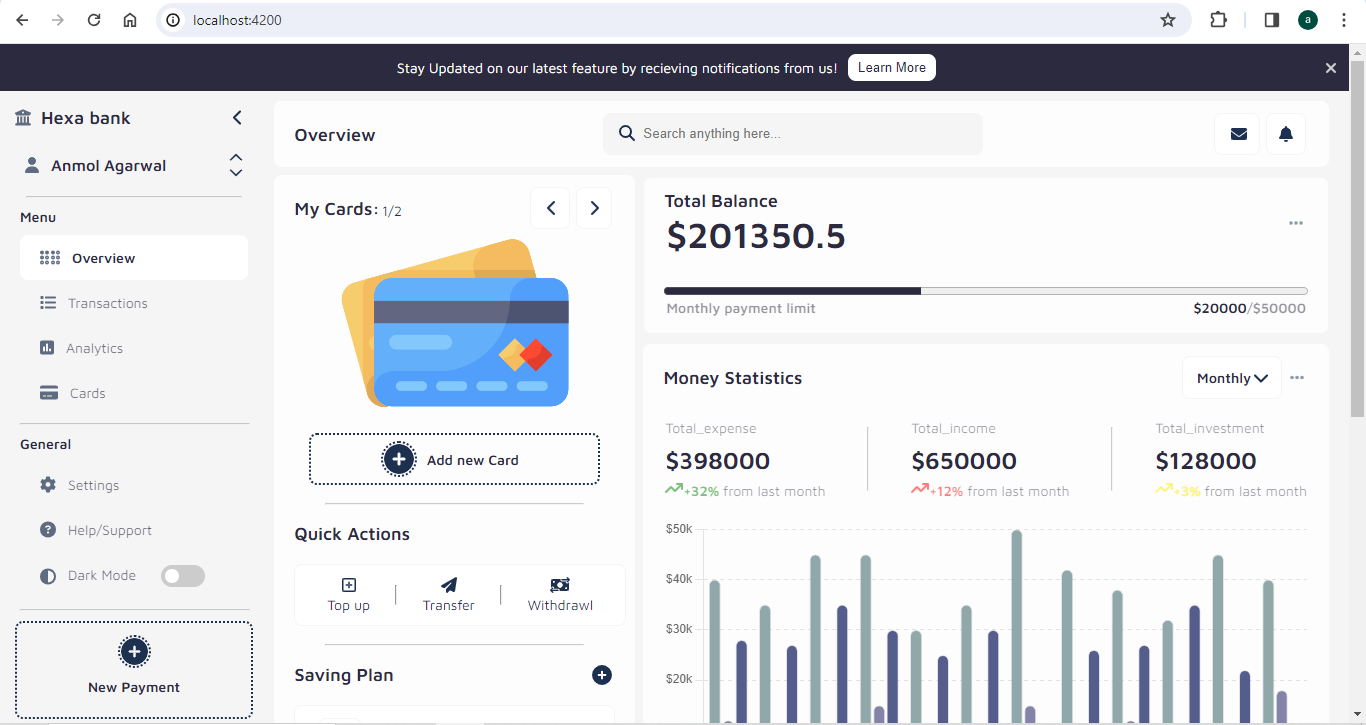 localhost:4200
a
Stay Updated on our latest feature by recieving notifications from us! Learn More
Hexa bank
Anmol Agarwal
Menu
Overview
Transactions
Analytics
Cards
General
Settings
Help/Support
Dark Mode
New Payment
Overview
Search anything here...
My Cards: 1/2
Add new Card
Quick Actions
Top up
Transfer
Withdrawl
Saving Plan
Total Balance
$201350.5
Monthly payment limit
$20000/$50000
Money Statistics
Monthly
Total_expense
$398000
+32% from last month
Total_income
$650000
+12% from last month
Total_investment
$128000
+3% from last month
$50k
$40k
$30k
$20k